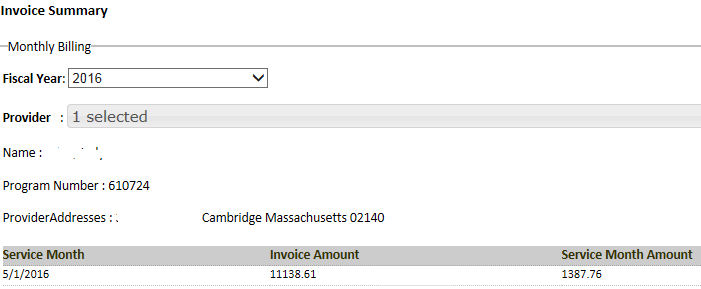 Invoice Summary
Monthly Billing
Fiscal Year: 2016
Provider : 1 selected
Name :
Program Number : 610724
ProviderAddresses : Cambridge Massachusetts 02140
Service Month Invoice Amount Service Month Amount
5/1/2016 11138.61 1387.76